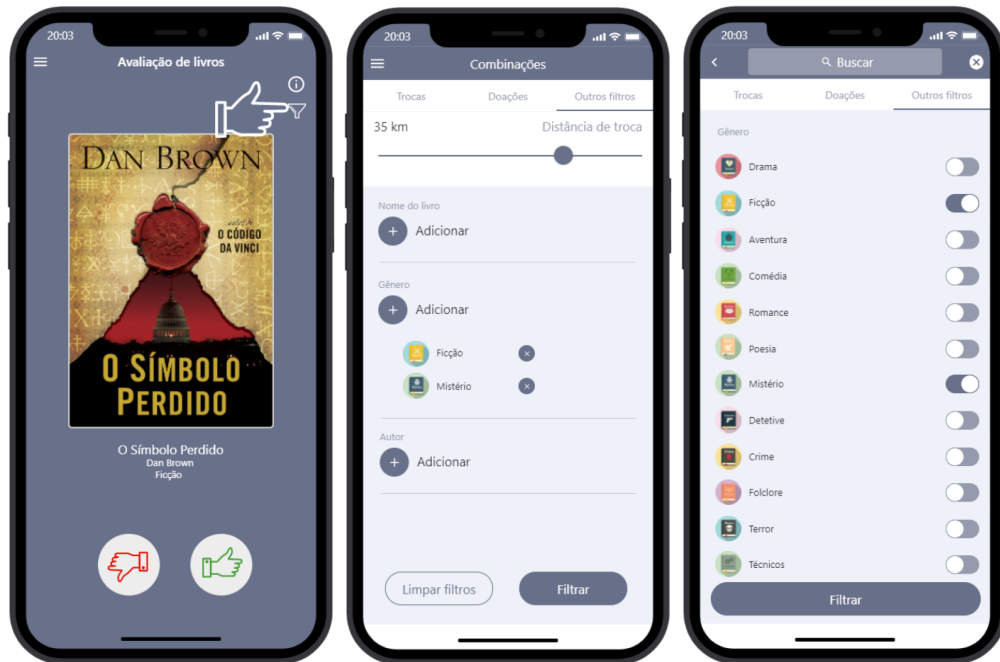 20:03
Avaliação de livros
DAN BROWN
autor de
O CÓDIGO
DA VINCI
O SÍMBOLO
PERDIDO
O Símbolo Perdido
Dan Brown
Ficção
20:03
Combinações
Trocas Doações Outros filtros
35 km Distância de troca
Nome do livro
+ Adicionar
Gênero
+ Adicionar
Ficção
Mistério
Autor
+ Adicionar
Limpar filtros Filtrar
20:03
Buscar
Trocas Doações Outros filtros
Gênero
Drama
Ficção
Aventura
Comédia
Romance
Poesia
Mistério
Detetive
Crime
Folclore
Terror
Técnicos
Filtrar